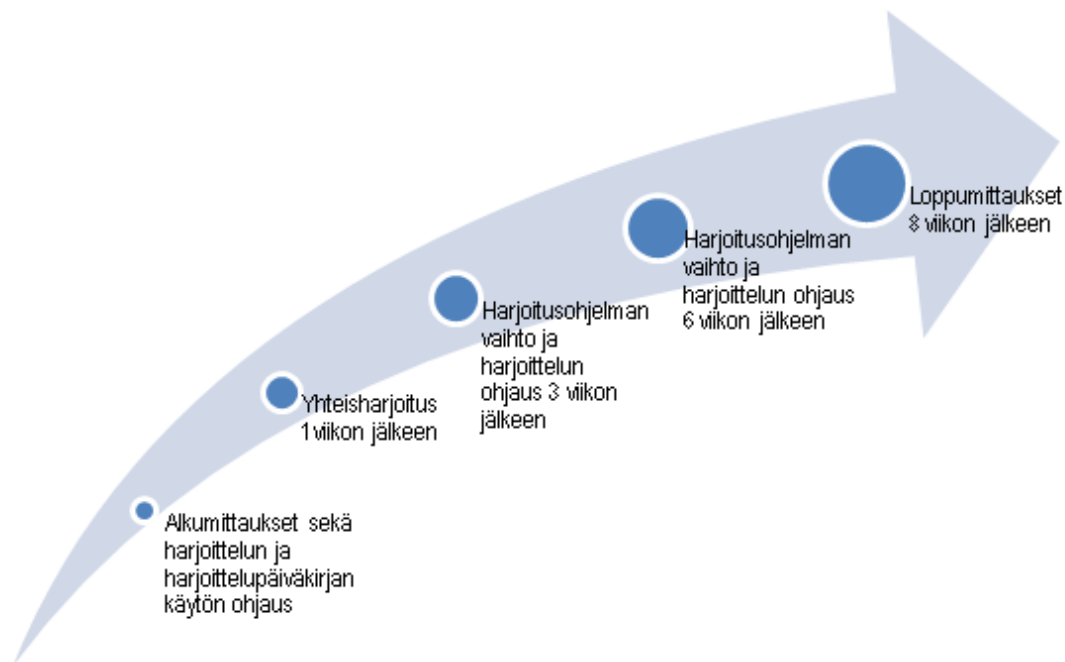 Loppumittaukset
8 viikon jälkeen
Harjoitusohjelman
vaihto ja
harjoittelun ohjaus
6 viikon jälkeen
Harjoitusohjelman
vaihto ja
harjoittelun
ohjaus 3 viikon
jälkeen
Yhteisharjoitus
1 viikon jälkeen
Alkumittaukset sekä
harjoittelun ja
harjoittelupäiväkirjan
käytön ohjaus